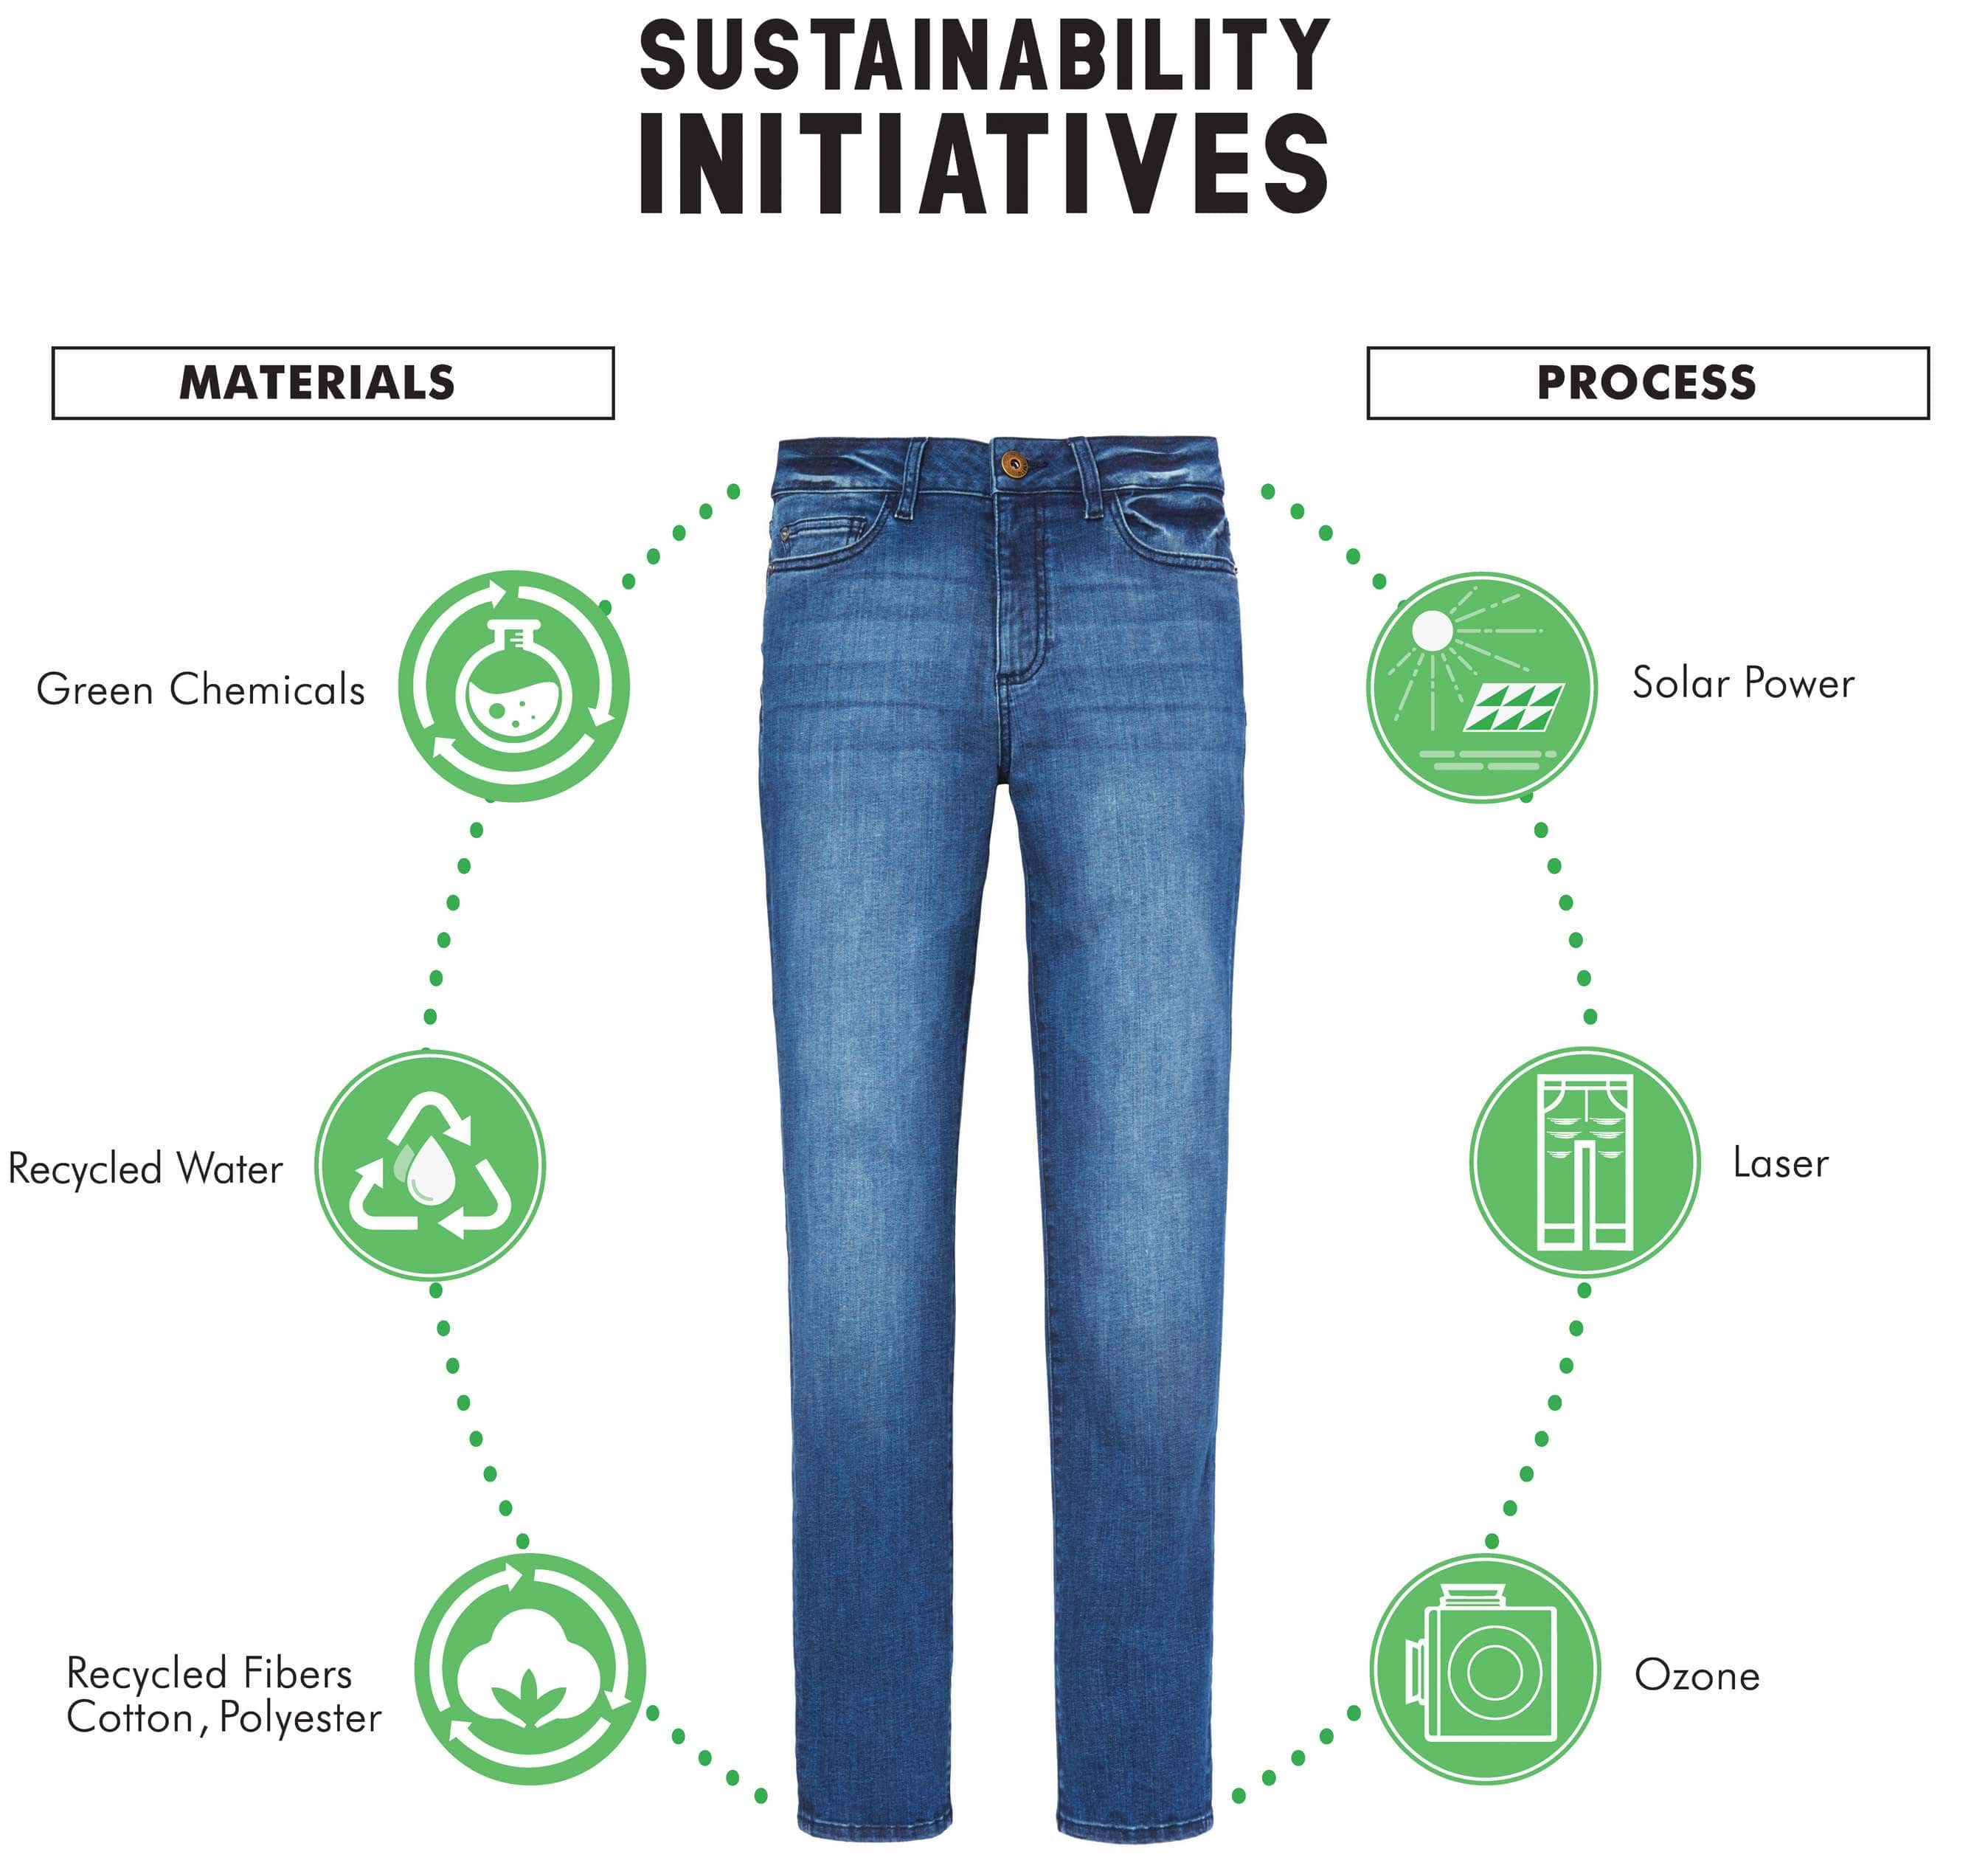 SUSTAINABILITY
INITIATIVES
MATERIALS
PROCESS
Green Chemicals
Solar Power
Recycled Water
Laser
Recycled Fibers
Cotton, Polyester
Ozone